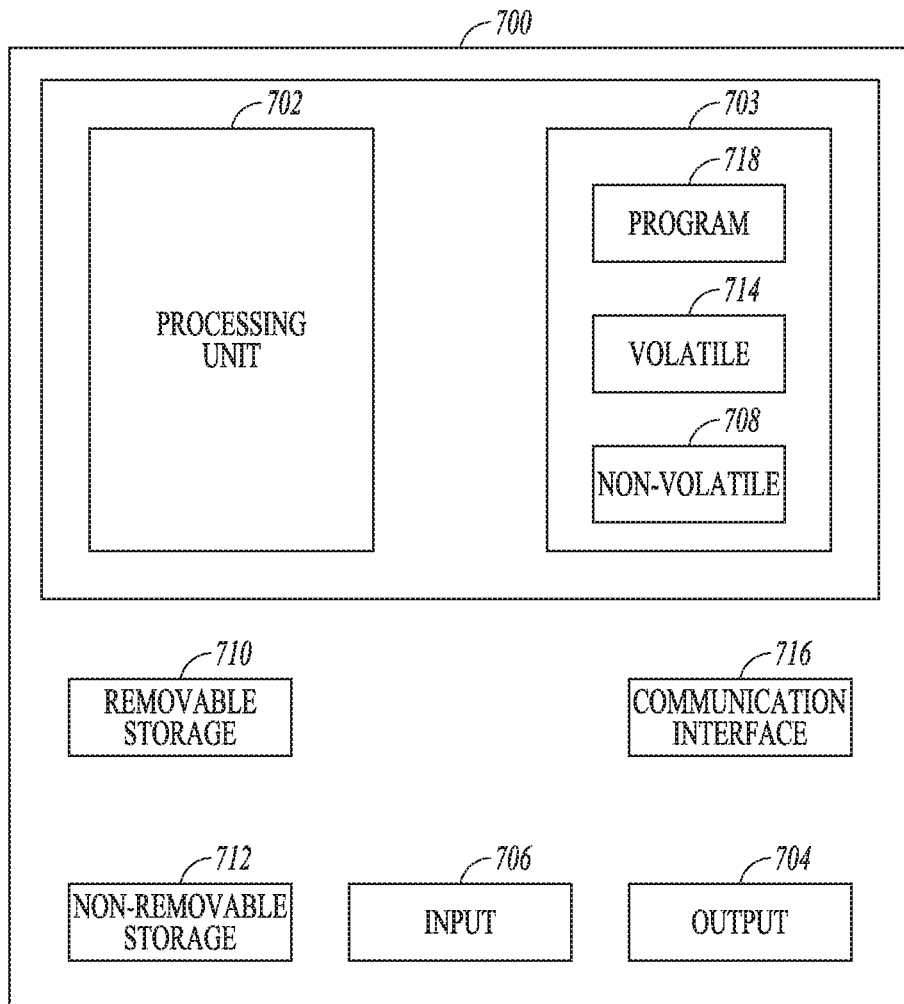 700
702
703
PROCESSING
UNIT
718
PROGRAM
714
VOLATILE
708
NON-VOLATILE
710
REMOVABLE
STORAGE
716
COMMUNICATION
INTERFACE
712
NON-REMOVABLE
STORAGE
706
INPUT
704
OUTPUT